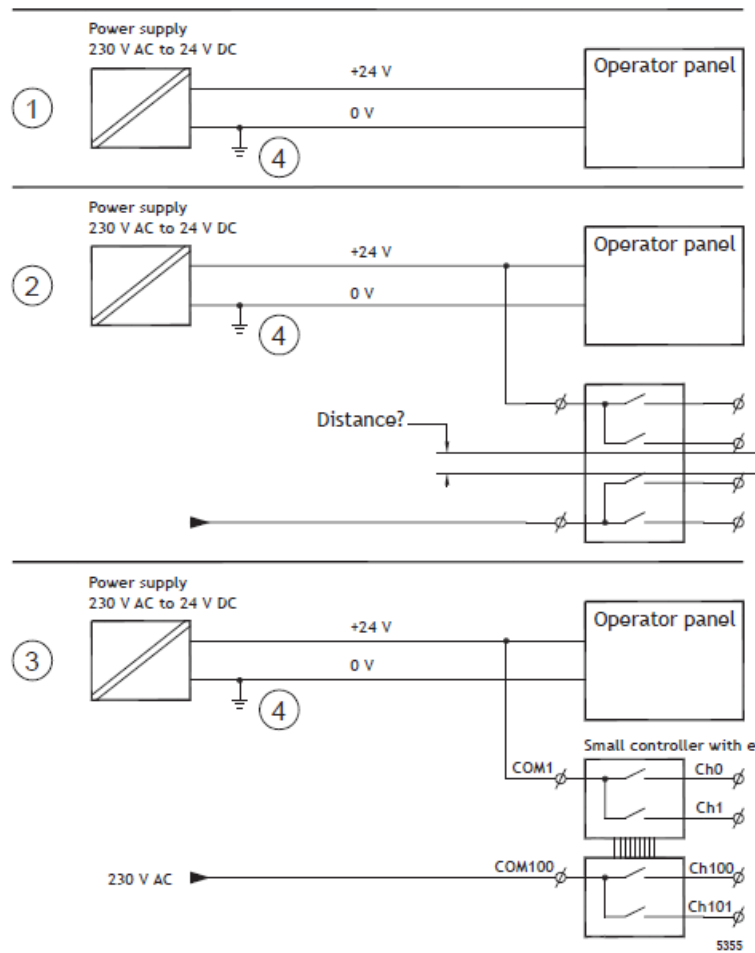 Power supply
230 V AC to 24 V DC
+24 V
Operator panel
1
0 V
4
Power supply
230 V AC to 24 V DC
+24 V
Operator panel
2
0 V
4
Distance?
Power supply
230 V AC to 24 V DC
+24 V
Operator panel
3
0 V
4
Small controller with e
COM1
Ch0
Ch1
230 V AC
COM100
Ch100
Ch101
5355